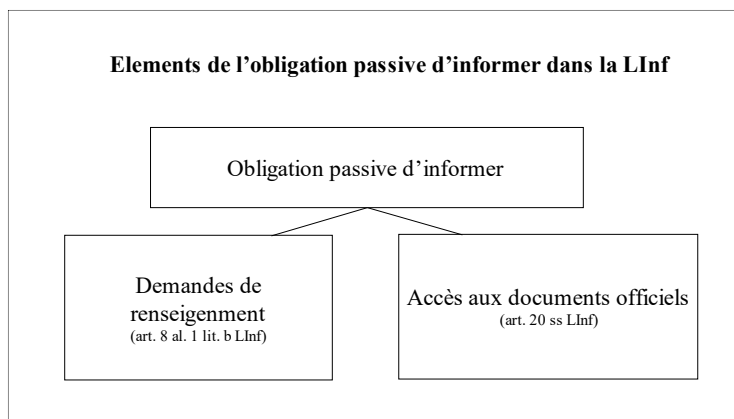 Elements de l'obligation passive d'informer dans la LInf
Obligation passive d'informer
Demandes de
renseigenment
(art. 8 al. 1 lit. b LInf)
Accès aux documents officiels
(art. 20 ss LInf)